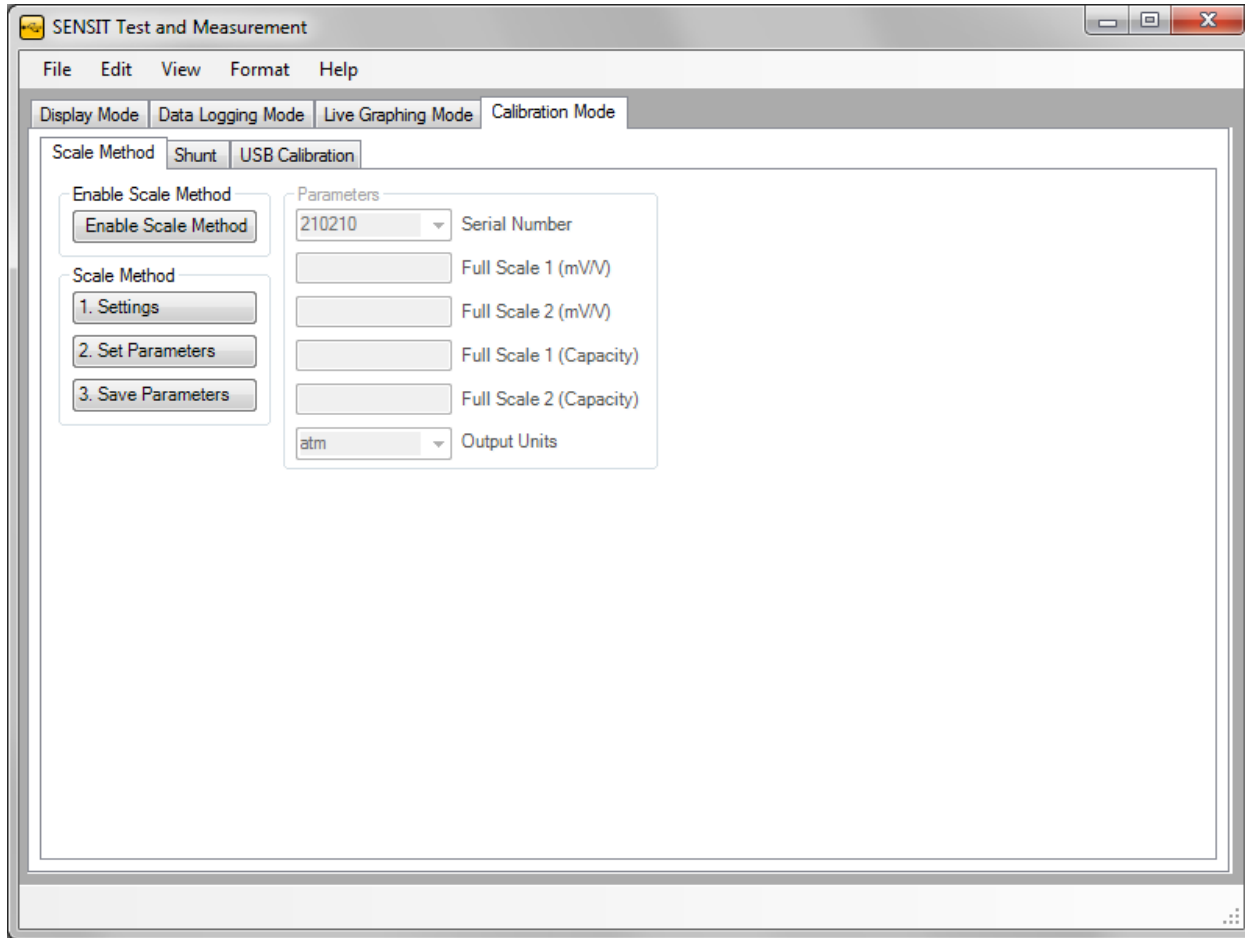 SENSIT Test and Measurement
File Edit View Format Help
Display Mode Data Logging Mode Live Graphing Mode Calibration Mode
Scale Method Shunt USB Calibration
Enable Scale Method
Enable Scale Method
Scale Method
1. Settings
2. Set Parameters
3. Save Parameters
Parameters
210210 Serial Number
Full Scale 1 (mV/V)
Full Scale 2 (mV/V)
Full Scale 1 (Capacity)
Full Scale 2 (Capacity)
atm Output Units